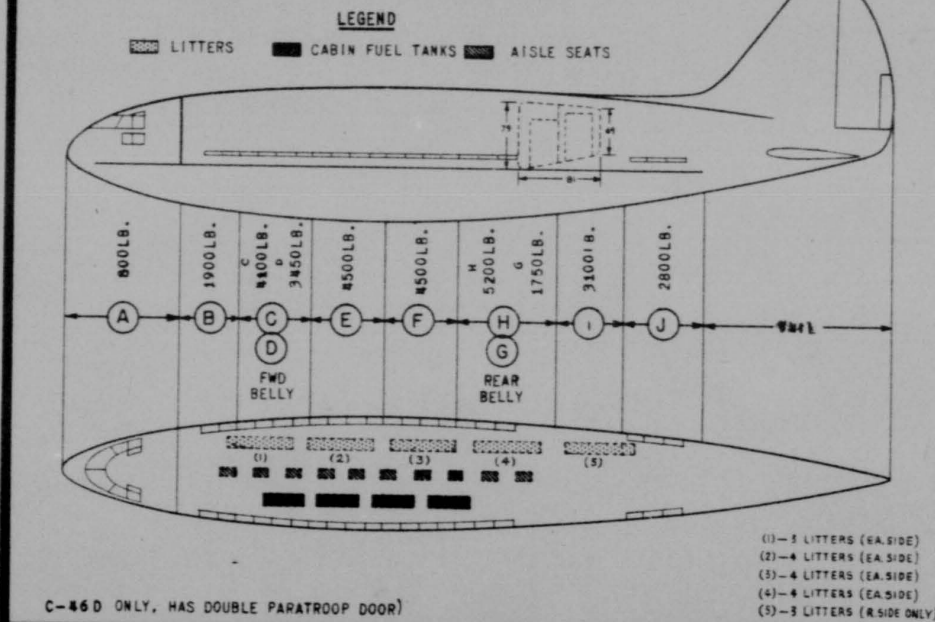 LEGEND
LITTERS CABIN FUEL TANKS AISLE SEATS
79
65
81
800LB.
1900LB.
C
4100LB.
D
3450LB.
4500LB.
4500LB.
H
5200LB.
G
1750LB.
3100LB.
2800LB.
A B C E F H I J
D G
FWD
BELLY
REAR
BELLY
(1) (2) (3) (4) (5)
(1)-3 LITTERS (EA.SIDE)
(2)-4 LITTERS (EA.SIDE)
(3)-4 LITTERS (EA.SIDE)
(4)-4 LITTERS (EA.SIDE)
(5)-3 LITTERS (R.SIDE ONLY)
C-46D ONLY, HAS DOUBLE PARATROOP DOOR)